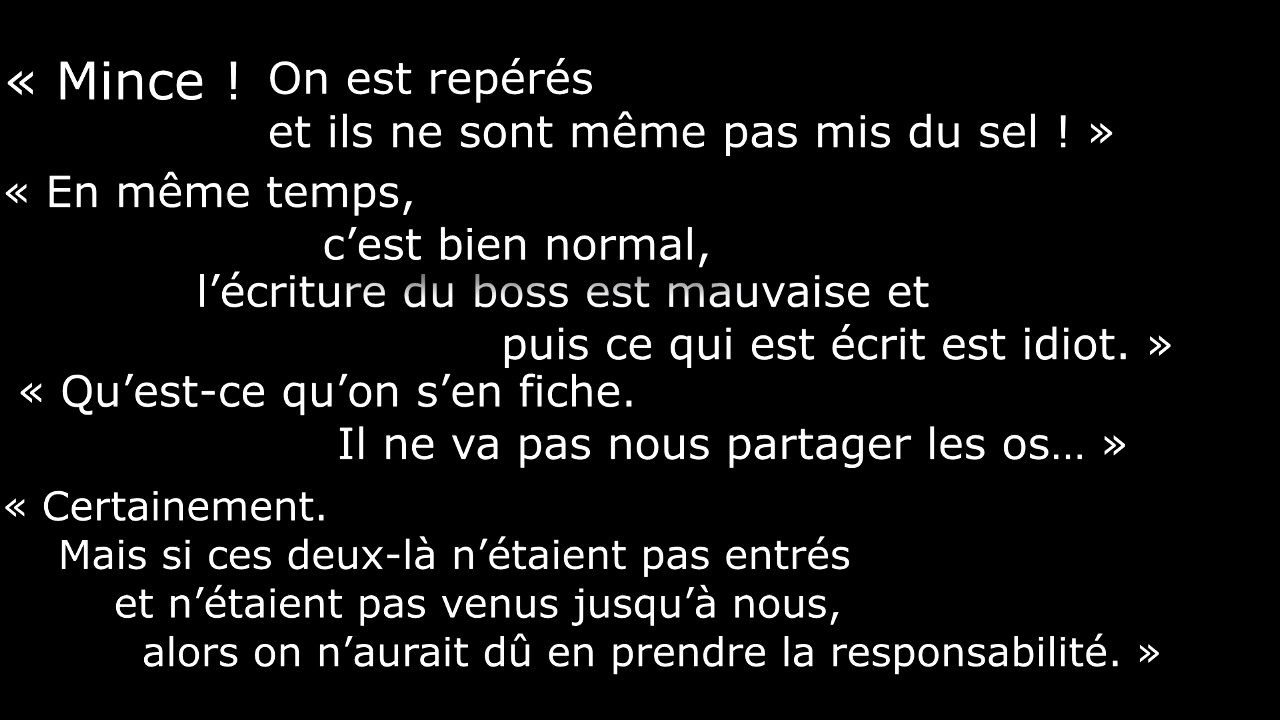 « Mince ! On est repérés
et ils ne sont même pas mis du sel ! »
« En même temps,
c’est bien normal,
l’écriture du boss est mauvaise et
puis ce qui est écrit est idiot. »
« Qu’est-ce qu’on s’en fiche.
Il ne va pas nous partager les os… »
« Certainement.
Mais si ces deux-là n’étaient pas entrés
et n’étaient pas venus jusqu’à nous,
alors on n’aurait dû en prendre la responsabilité. »